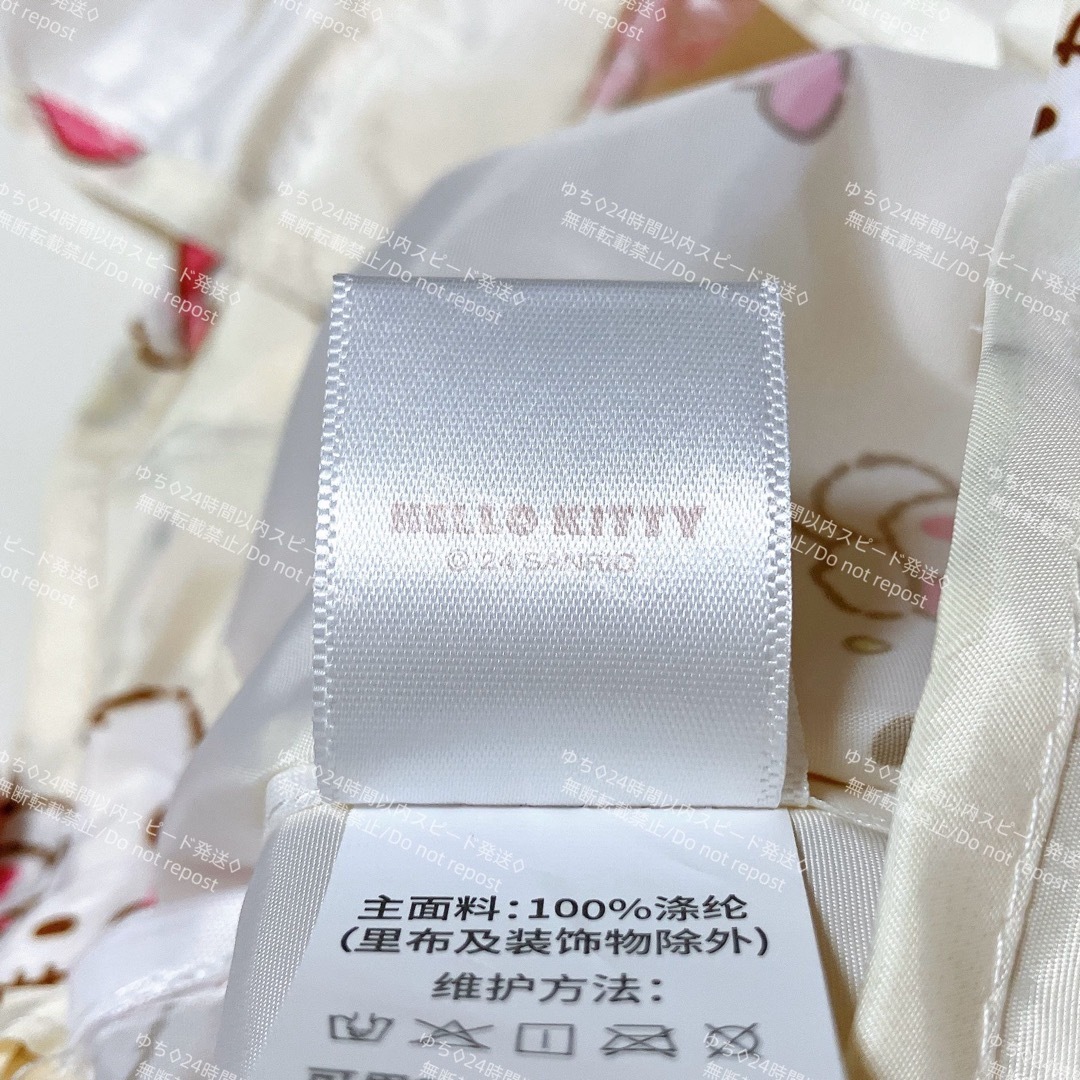 HELLO KITTY
©'24 SANRIO
主面料:100%涤纶
(里布及装饰物除外)
维护方法:
ゆち◊24時間以内スピード発送◊
無断転載禁止/Do not repost